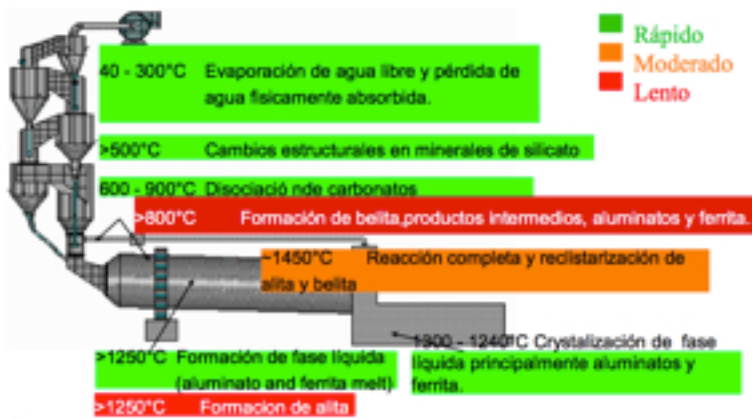 Rápido
Moderado
Lento
40 - 300°C Evaporación de agua libre y pérdida de
agua fisicamente absorbida.
>500°C Cambios estructurales en minerales de silicato
600 - 900°C Disociació nde carbonatos
>800°C Formación de belita,productos intermedios, aluminatos y ferrita.
~1450°C Reacción completa y reclistarización de
alita y belita
1300 - 1240°C Crystalización de fase
líquida principalmente aluminatos y
ferrita.
>1250°C Formación de fase líquida
(aluminato and ferrita melt)
>1250°C Formacion de alita